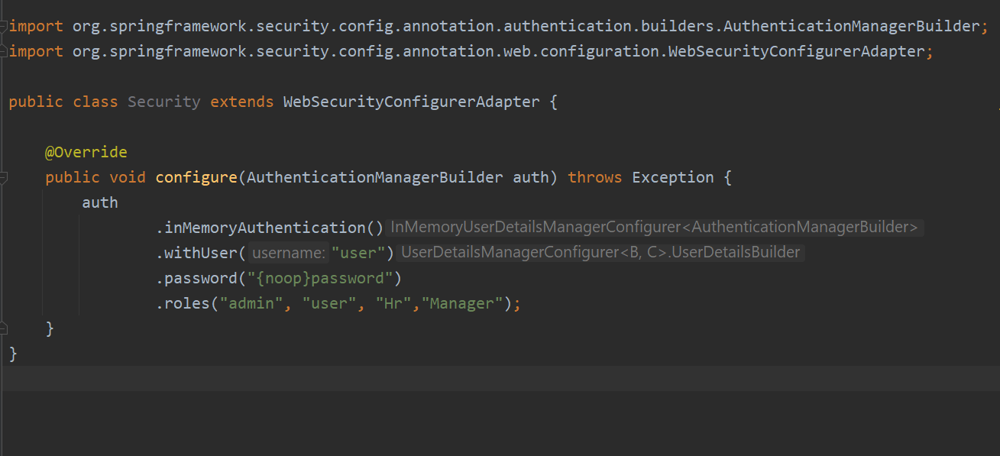 import org.springframework.security.config.annotation.authentication.builders.AuthenticationManagerBuilder;
import org.springframework.security.config.annotation.web.configuration.WebSecurityConfigurerAdapter;
public class Security extends WebSecurityConfigurerAdapter {
@Override
public void configure(AuthenticationManagerBuilder auth) throws Exception {
auth
.inMemoryAuthentication() InMemoryUserDetailsManagerConfigurer<AuthenticationManagerBuilder>
.withUser( username: "user") UserDetailsManagerConfigurer<B, C>.UserDetailsBuilder
.password("{noop}password")
.roles("admin", "user", "Hr","Manager");
}
}